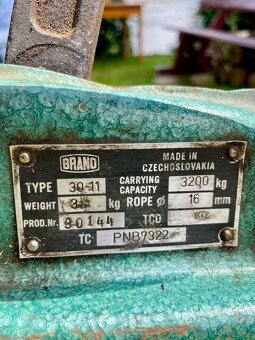 BRANO
MADE IN
CZECHOSLOVAKIA
TYPE 30-11 CARRYING CAPACITY 3200 kg
WEIGHT kg ROPE ø 16 mm
PROD.Nr. 90144 TCD
TC PNB7322